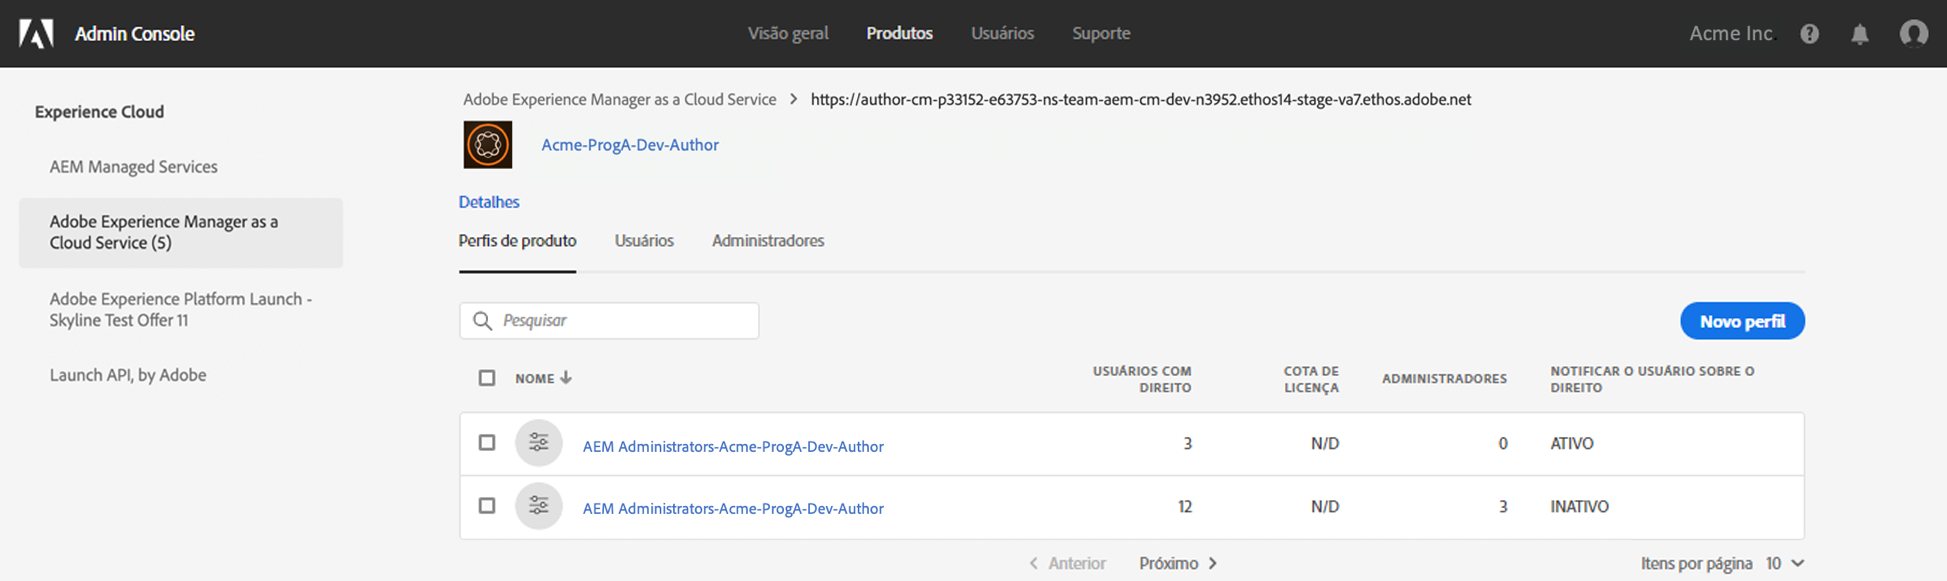 Admin Console
Visão geral
Produtos
Usuários
Suporte
Acme Inc
Experience Cloud
AEM Managed Services
Adobe Experience Manager as a
Cloud Service (5)
Adobe Experience Platform Launch -
Skyline Test Offer 11
Launch API, by Adobe
Adobe Experience Manager as a Cloud Service > https://author-cm-p33152-e63753-ns-team-aem-cm-dev-n3952.ethos14-stage-va7.ethos.adobe.net
Acme-ProgA-Dev-Author
Detalhes
Perfis de produto
Usuários
Administradores
Pesquisar
Novo perfil
NOME
USUÁRIOS COM
DIREITO
COTA DE
LICENÇA
ADMINISTRADORES
NOTIFICAR O USUÁRIO SOBRE O
DIREITO
AEM Administrators-Acme-ProgA-Dev-Author 3 N/D 0 ATIVO
AEM Administrators-Acme-ProgA-Dev-Author 12 N/D 3 INATIVO
Anterior
Próximo
Itens por página 10